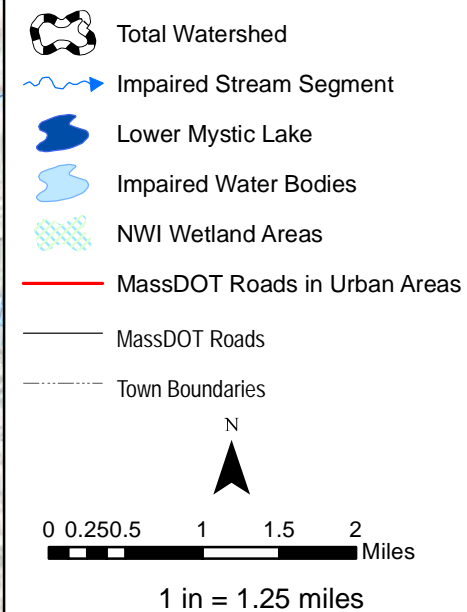 Total Watershed
Impaired Stream Segment
Lower Mystic Lake
Impaired Water Bodies
NWI Wetland Areas
MassDOT Roads in Urban Areas
MassDOT Roads
Town Boundaries
N
0 0.250.5 1 1.5 2
Miles
1 in = 1.25 miles